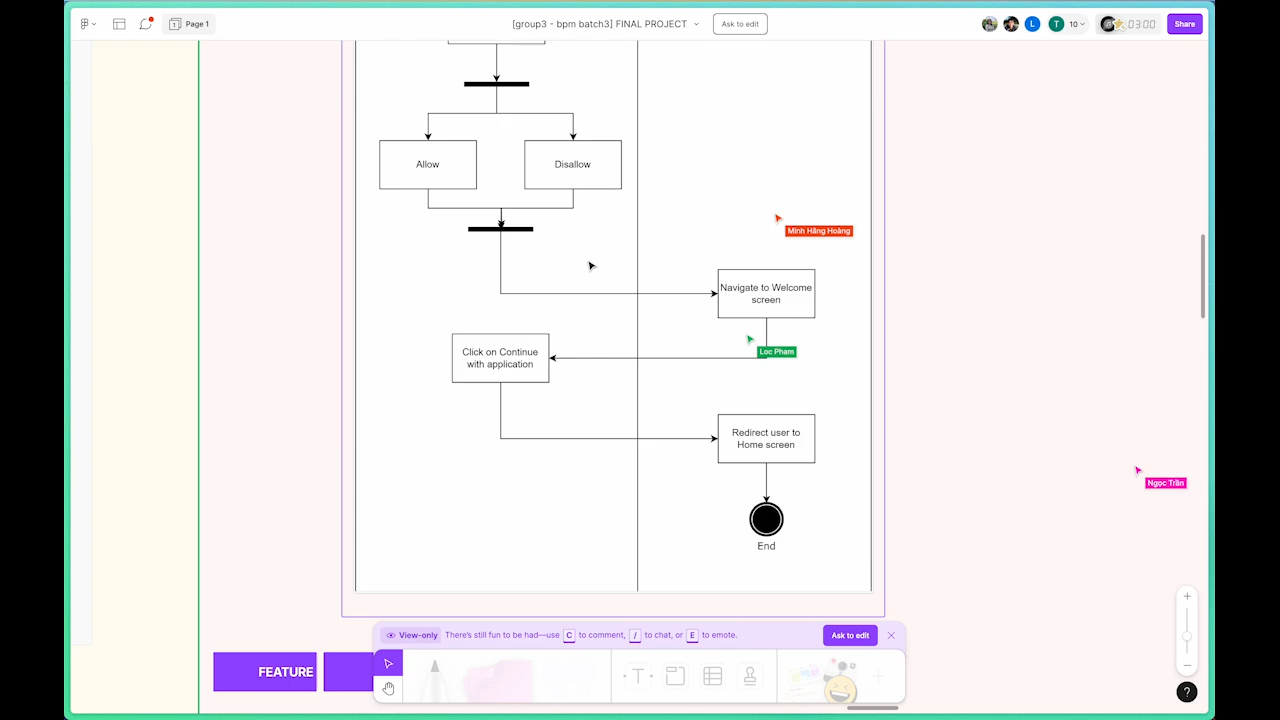 Page 1
[group3 - bpm batch3] FINAL PROJECT
Ask to edit
L
T
10
03:00
Share
Allow
Disallow
Minh Hằng Hoàng
Navigate to Welcome
screen
Loc Pham
Click on Continue
with application
Redirect user to
Home screen
Ngọc Trần
End
View-only There's still fun to be had—use C to comment, / to chat, or E to emote.
Ask to edit
FEATURE
T
?